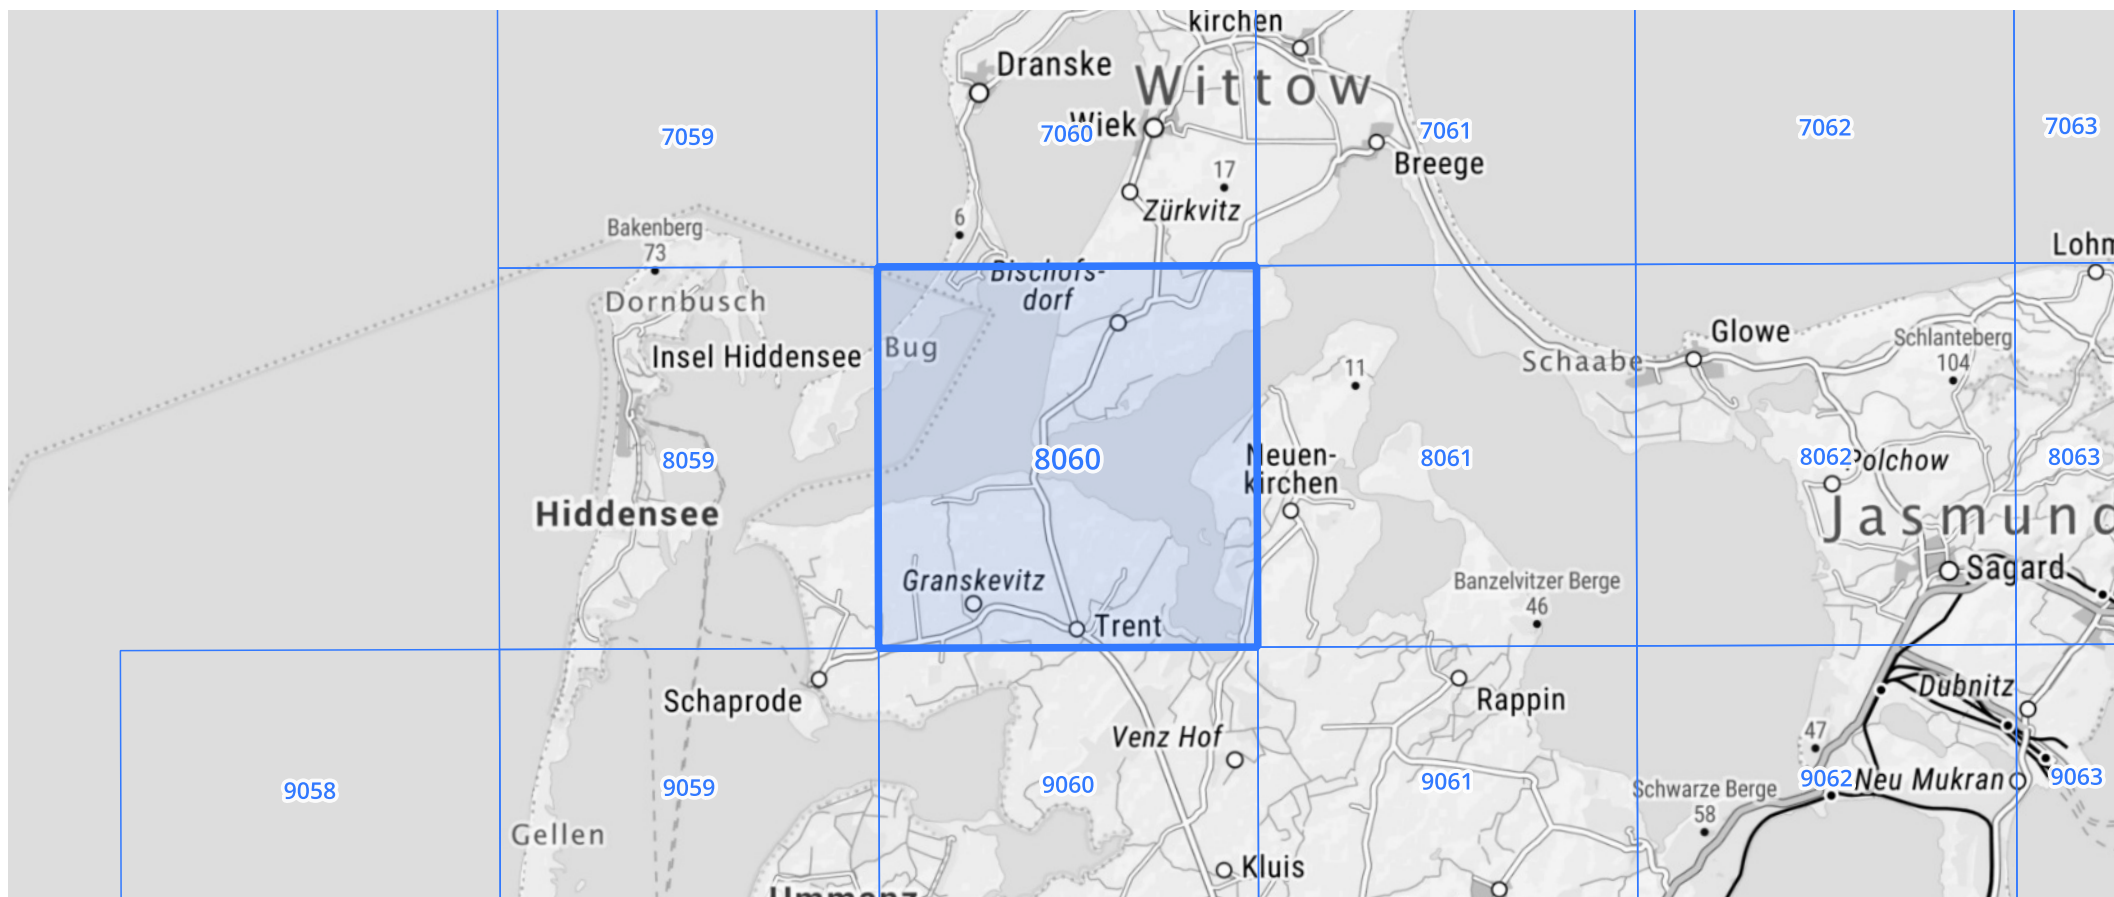 kirchen
Dranske
Wittow
7059
7060
Wiek
7061
7062
7063
Breege
17
Zürkvitz
6
Bakenberg
73
Lohm
Bischofs-
dorf
Dornbusch
Insel Hiddensee
Bug
Glowe
Schlanteberg
104
Schaabe
11
8059
8060
Neuen-
kirchen
8061
8062
Polchow
8063
Hiddensee
Jasmund
Granskevitz
Trent
Banzelvitzer Berge
46
Sagard
Schaprode
Rappin
Dubnitz
Venz Hof
47
9058
9059
9060
9061
9062
Neu Mukran
9063
Schwarze Berge
58
Gellen
Kluis
Ummanz